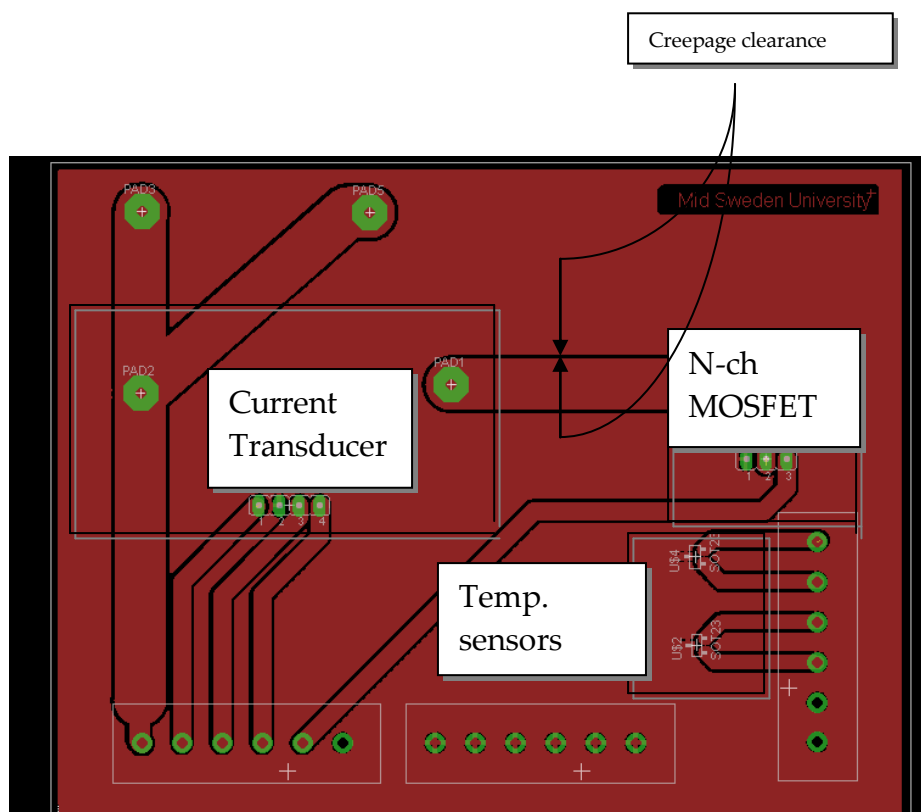 Creepage clearance
PAD3
PAD5
Mid Sweden University
PAD2
PAD1
Current
Transducer
N-ch
MOSFET
1 2 3
1 2 3 4
U$4
SOT23
Temp.
sensors
U$2
SOT23